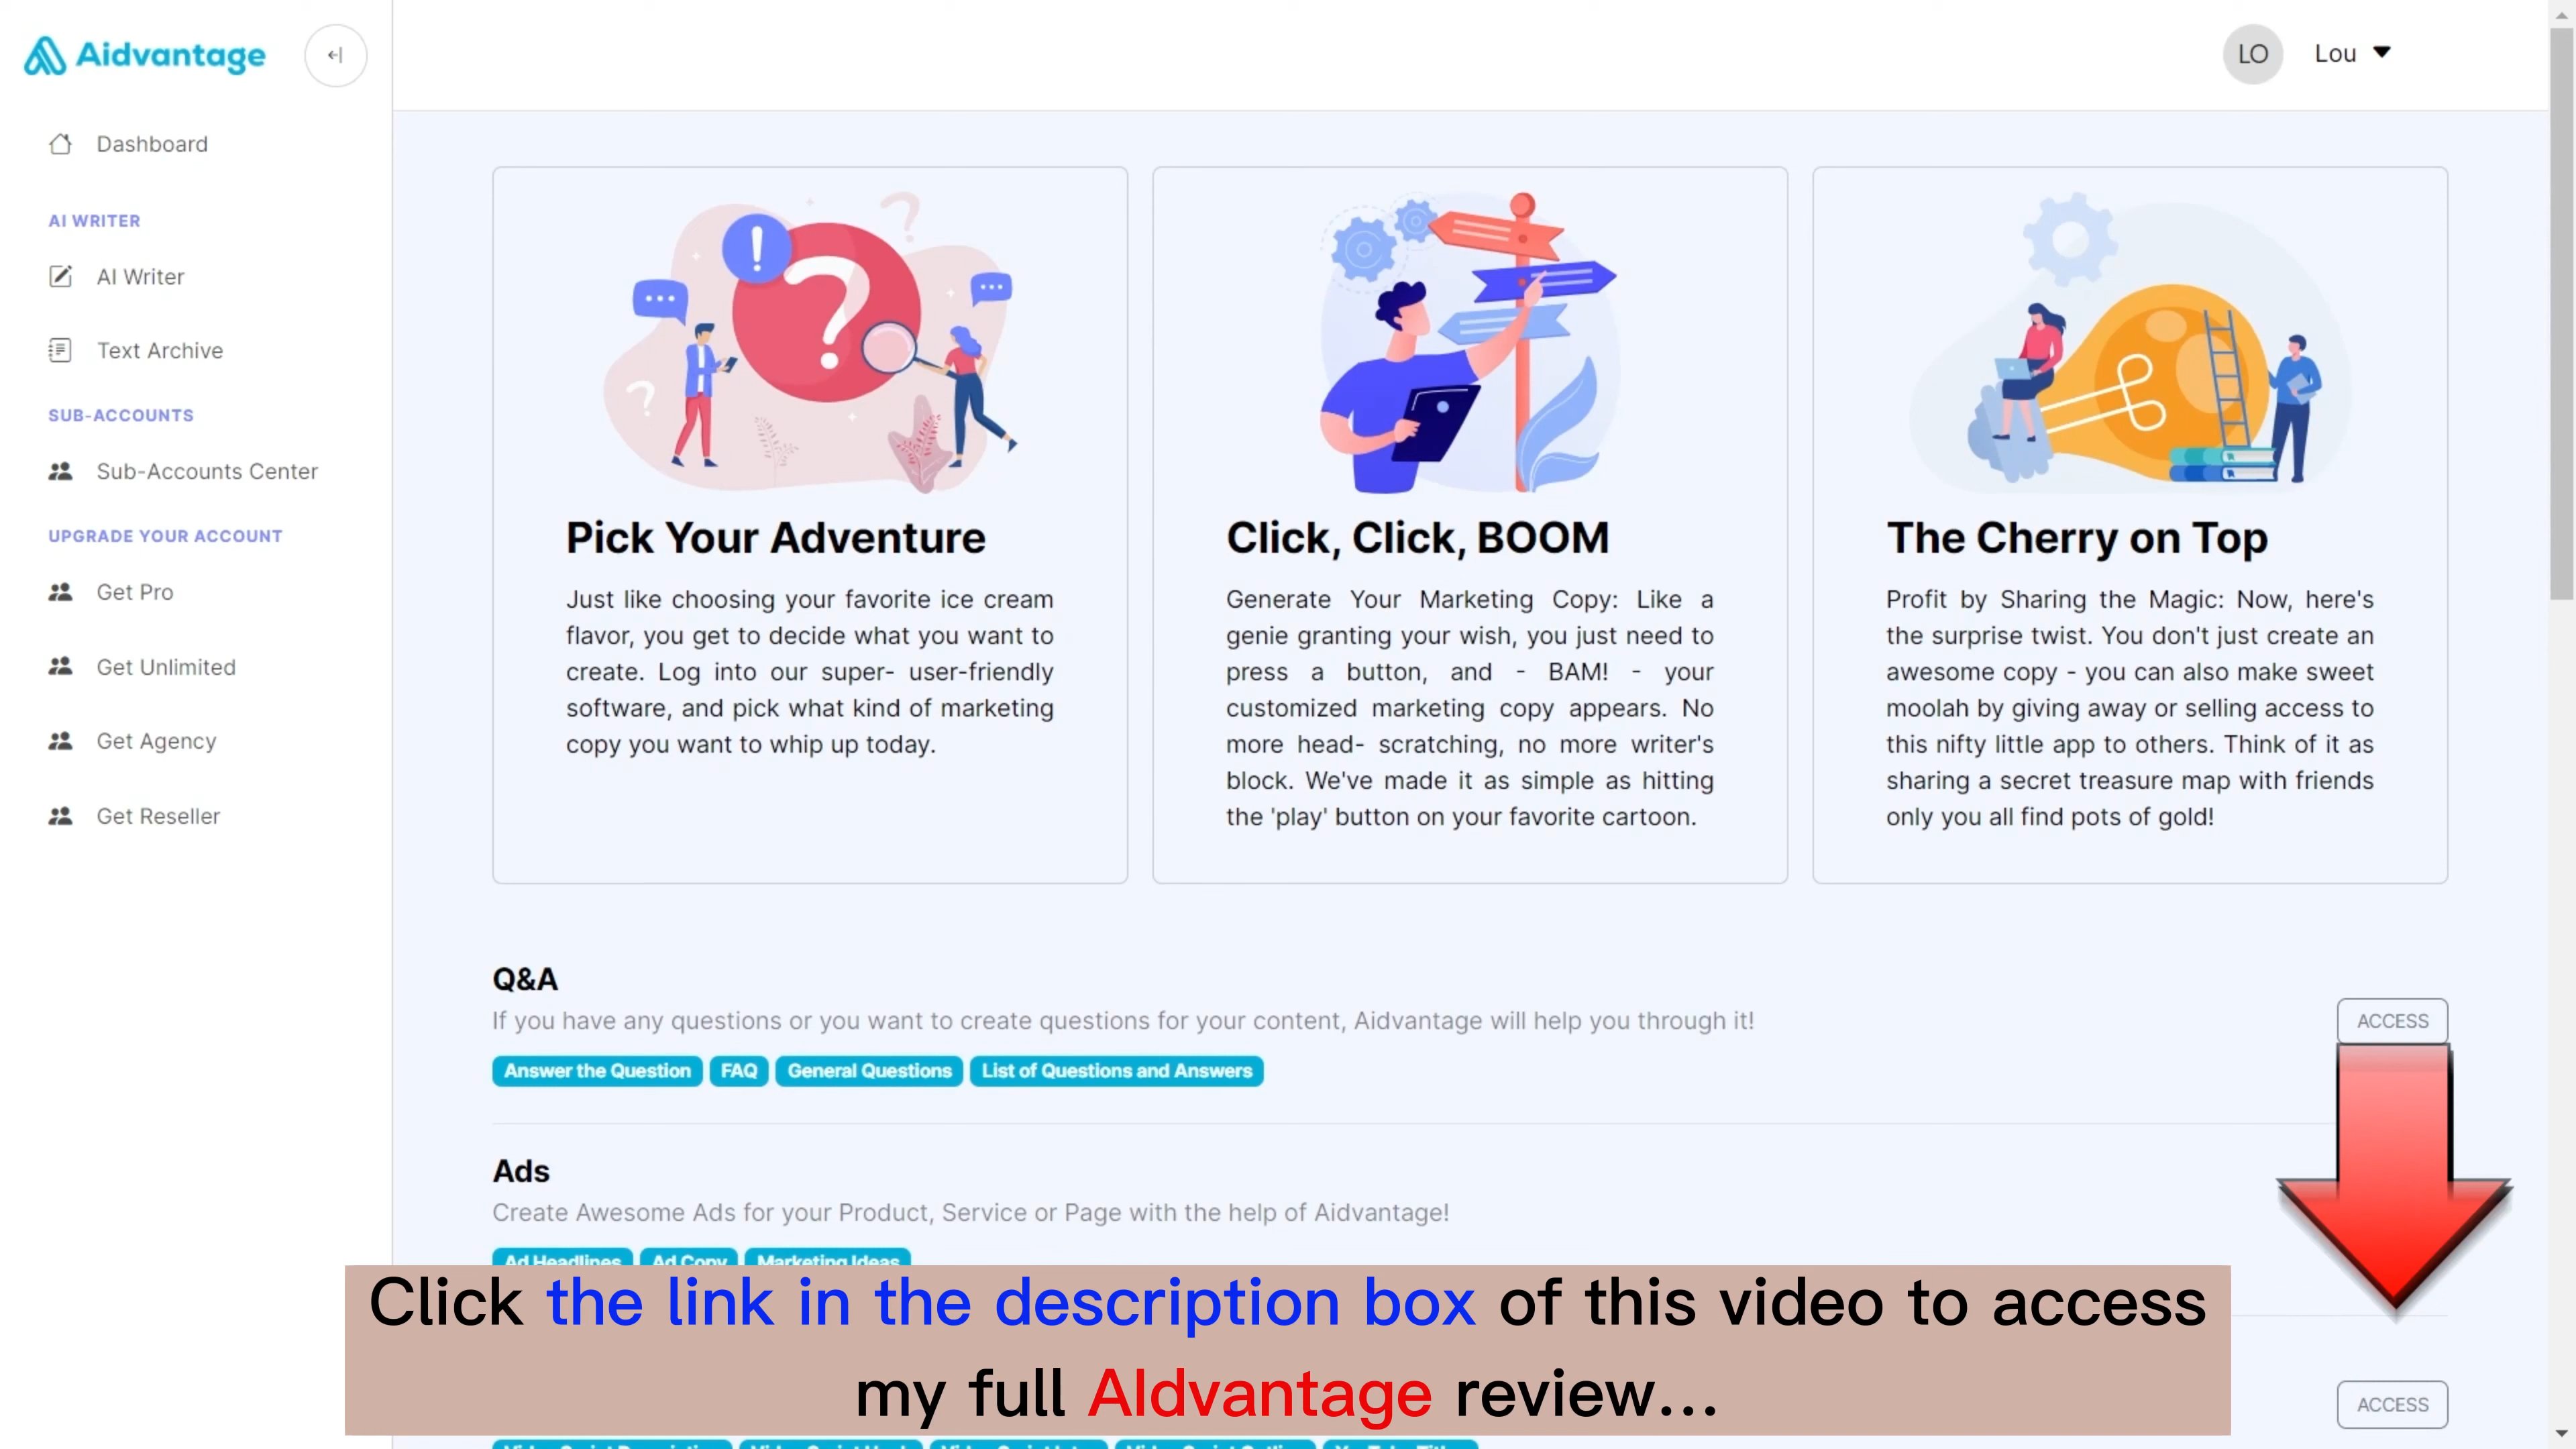 Aidvantage
LO
Lou
Dashboard
AI WRITER
AI Writer
Text Archive
SUB-ACCOUNTS
Sub-Accounts Center
UPGRADE YOUR ACCOUNT
Get Pro
Get Unlimited
Get Agency
Get Reseller
Pick Your Adventure
Just like choosing your favorite ice cream
flavor, you get to decide what you want to
create. Log into our super- user-friendly
software, and pick what kind of marketing
copy you want to whip up today.
Click, Click, BOOM
Generate Your Marketing Copy: Like a
genie granting your wish, you just need to
press a button, and - BAM! - your
customized marketing copy appears. No
more head- scratching, no more writer's
block. We've made it as simple as hitting
the 'play' button on your favorite cartoon.
The Cherry on Top
Profit by Sharing the Magic: Now, here's
the surprise twist. You don't just create an
awesome copy - you can also make sweet
moolah by giving away or selling access to
this nifty little app to others. Think of it as
sharing a secret treasure map with friends
only you all find pots of gold!
Q&A
If you have any questions or you want to create questions for your content, Aidvantage will help you through it!
ACCESS
Answer the Question FAQ General Questions List of Questions and Answers
Ads
Create Awesome Ads for your Product, Service or Page with the help of Aidvantage!
Ad Headlines Ad Copy Marketing Ideas
Click the link in the description box of this video to access
my full AIdvantage review...
ACCESS